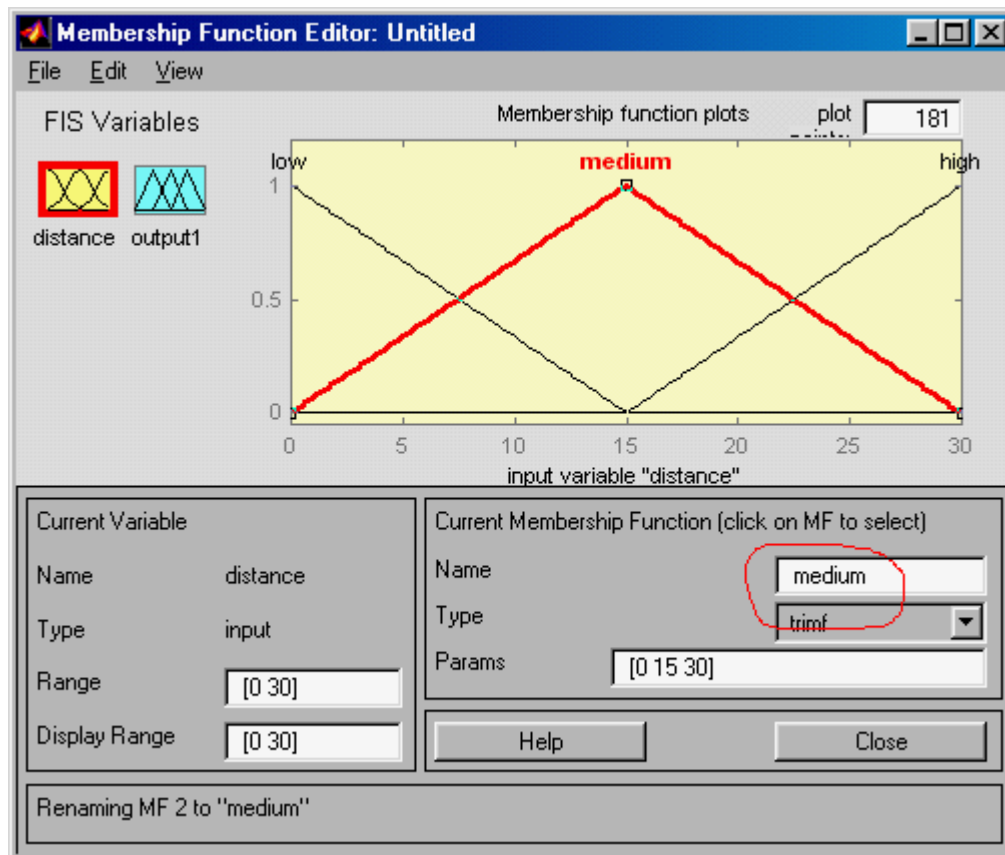 Membership Function Editor: Untitled
File Edit View
FIS Variables
Membership function plots
plot points:
181
distance output1
low medium high
1
0.5
0
0 5 10 15 20 25 30
input variable "distance"
Current Variable
Name distance
Type input
Range [0 30]
Display Range [0 30]
Current Membership Function (click on MF to select)
Name medium
Type trimf
Params [0 15 30]
Help Close
Renaming MF 2 to "medium"